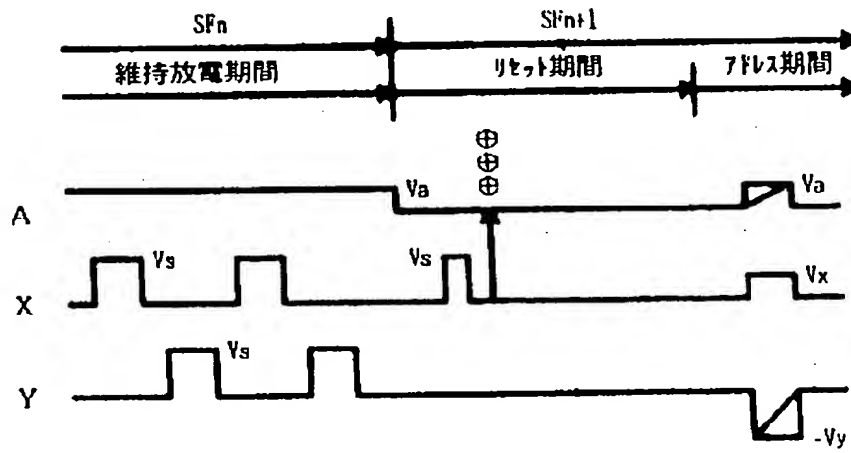 SFn SFn+1
維持放電期間 リセット期間 アドレス期間
A Va Va
X Vs Vs Vx
Y Vs -Vy